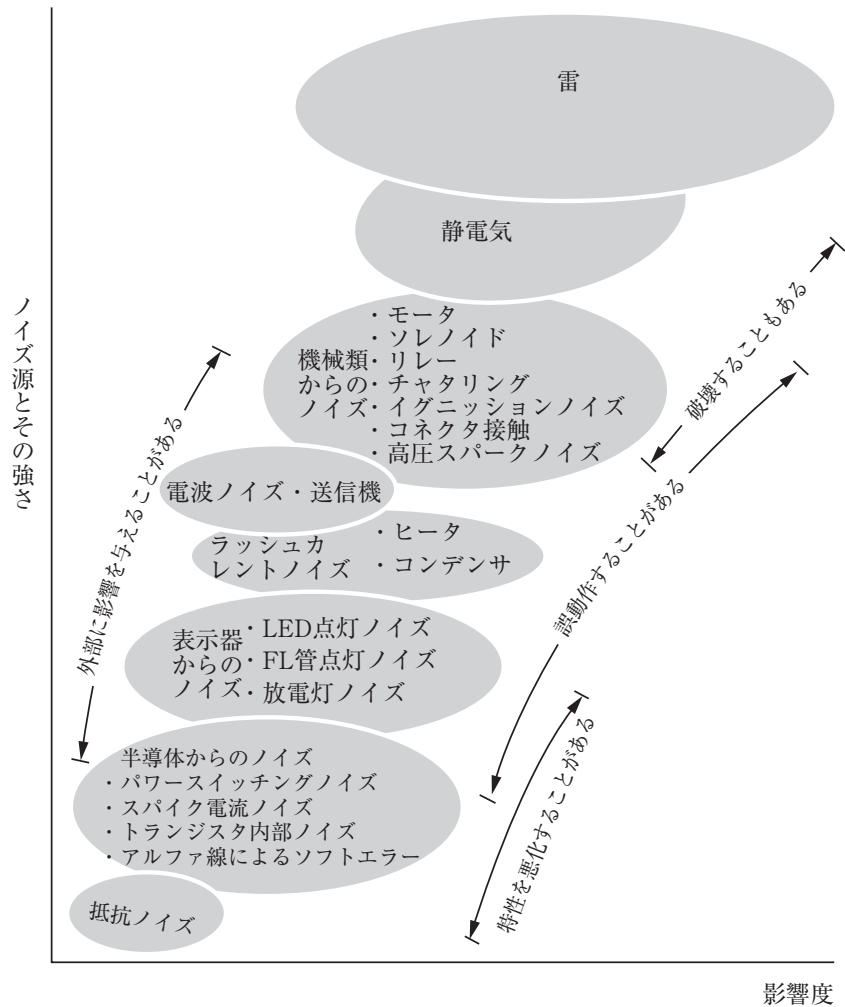 雷
静電気
・モータ
・ソレノイド
機械類・リレー
からの・チャタリング
ノイズ・イグニッションノイズ
・コネクタ接触
・高圧スパークノイズ
電波ノイズ・送信機
ラッシュカ ・ヒータ
レントノイズ ・コンデンサ
表示器・LED点灯ノイズ
からの・FL管点灯ノイズ
ノイズ・放電灯ノイズ
半導体からのノイズ
・パワースイッチングノイズ
・スパイク電流ノイズ
・トランジスタ内部ノイズ
・アルファ線によるソフトエラー
抵抗ノイズ
ノイズ源とその強さ
外部に影響を与えることがある
破壊することもある
誤動作することがある
特性を悪化することがある
影響度